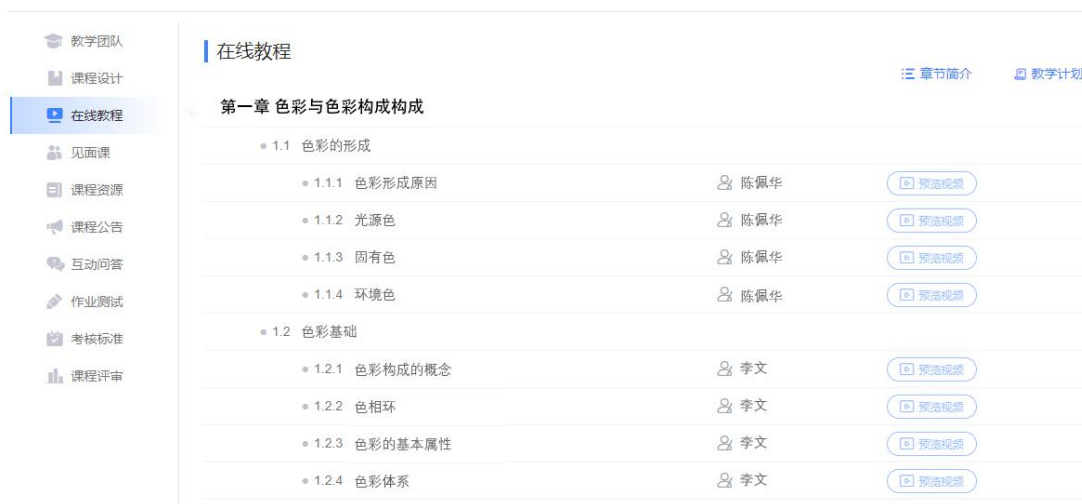 教学团队
课程设计
在线教程
见面课
课程资源
课程公告
互动问答
作业测试
考核标准
课程评审
在线教程
章节简介 教学计划
第一章 色彩与色彩构成构成
1.1 色彩的形成
1.1.1 色彩形成原因 陈佩华 预览视频
1.1.2 光源色 陈佩华 预览视频
1.1.3 固有色 陈佩华 预览视频
1.1.4 环境色 陈佩华 预览视频
1.2 色彩基础
1.2.1 色彩构成的概念 李文 预览视频
1.2.2 色相环 李文 预览视频
1.2.3 色彩的基本属性 李文 预览视频
1.2.4 色彩体系 李文 预览视频